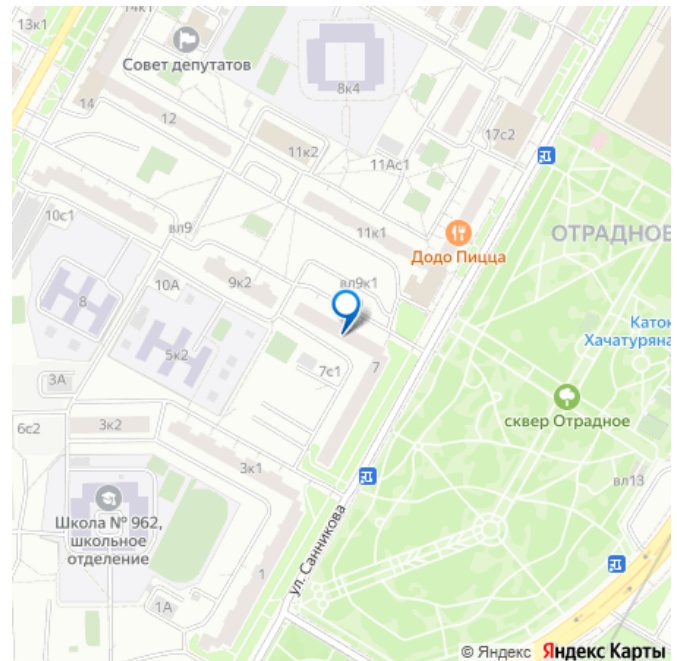 13к1
14к1
Совет депутатов
8к4
14
12
17с2
11к2
11Ас1
10с1
вл9
11к1
ОТРАДНОЕ
Додо Пицца
10А
9к2
вл9к1
8
Каток
Хачатуряна
5к2
7с1
7
3А
сквер Отрадное
6с2
3к2
3к1
вл13
Школа № 962,
школьное
отделение
ул. Санникова
1
1А
© Яндекс Яндекс Карты